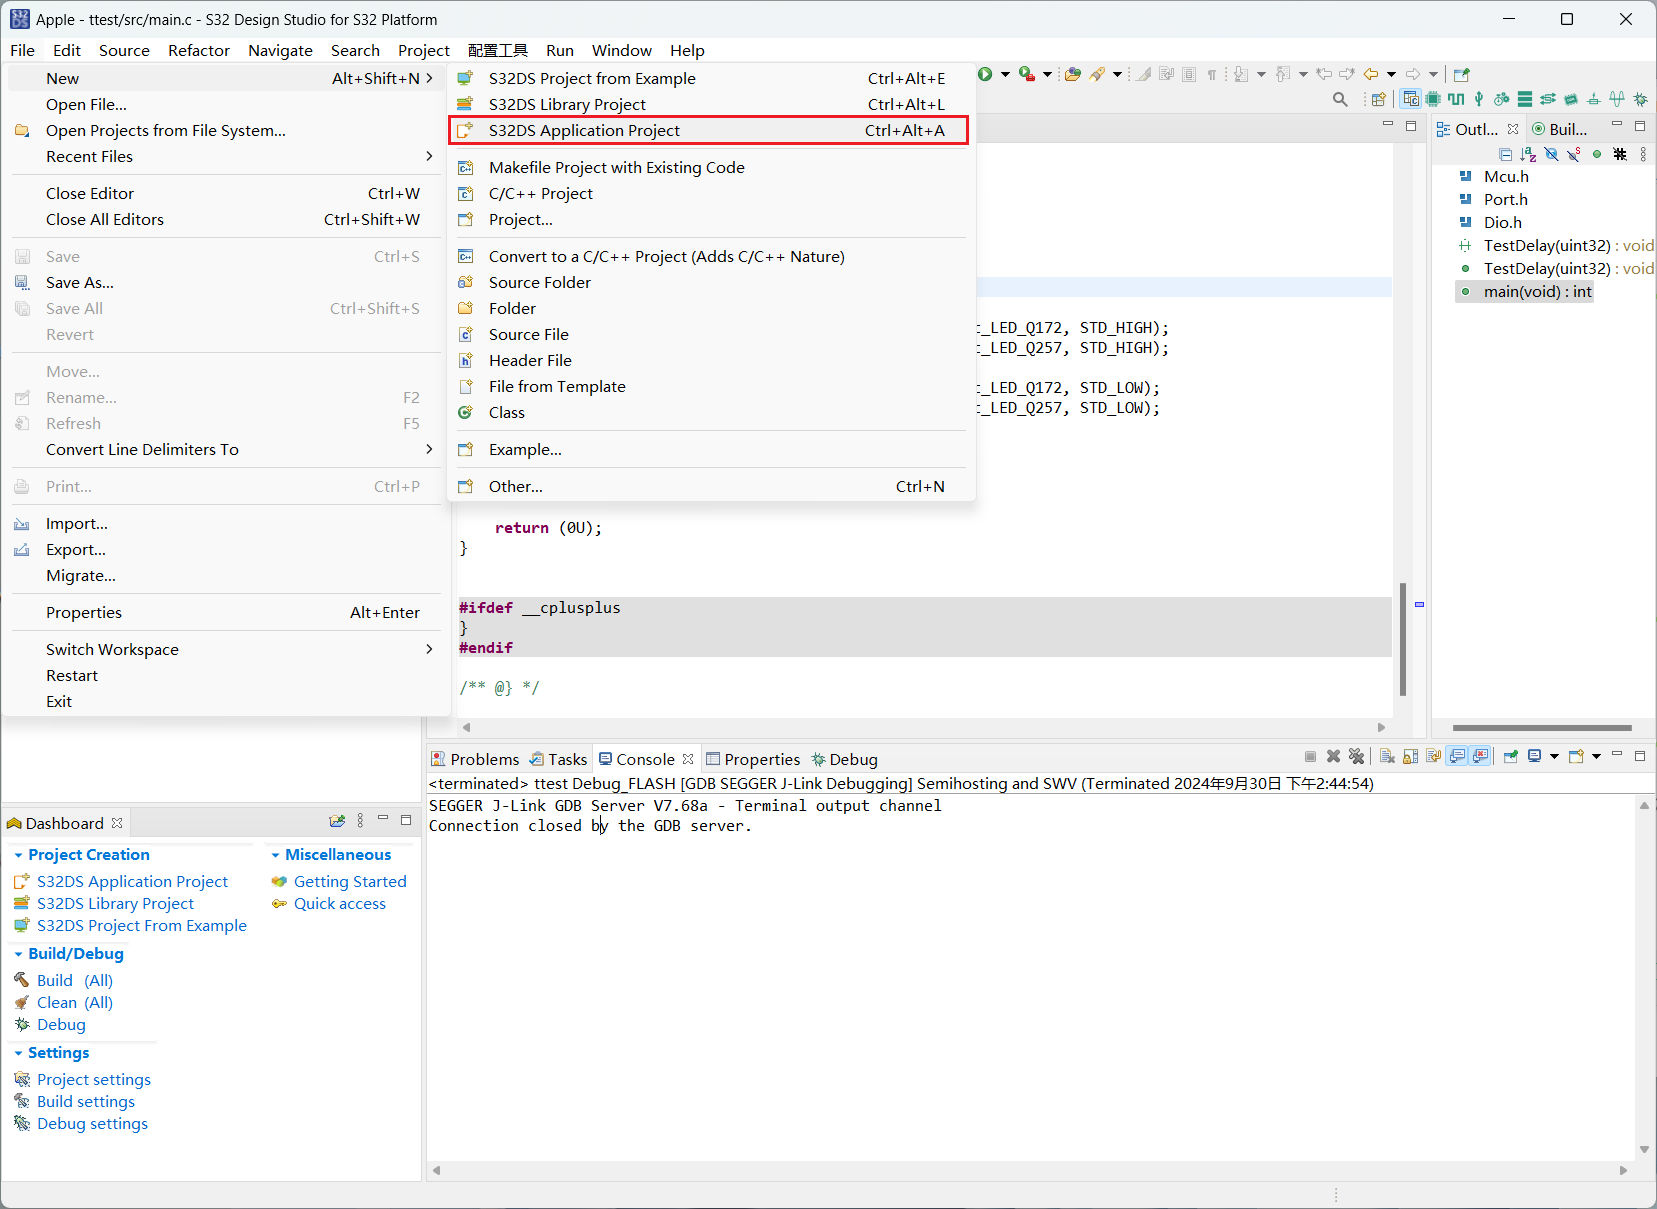 Apple - ttest/src/main.c - S32 Design Studio for S32 Platform
File Edit Source Refactor Navigate Search Project 配置工具 Run Window Help
New Alt+Shift+N
Open File...
Open Projects from File System...
Recent Files
Close Editor Ctrl+W
Close All Editors Ctrl+Shift+W
Save Ctrl+S
Save As...
Save All Ctrl+Shift+S
Revert
Move...
Rename... F2
Refresh F5
Convert Line Delimiters To
Print... Ctrl+P
Import...
Export...
Migrate...
Properties Alt+Enter
Switch Workspace
Restart
Exit
S32DS Project from Example Ctrl+Alt+E
S32DS Library Project Ctrl+Alt+L
S32DS Application Project Ctrl+Alt+A
Makefile Project with Existing Code
C/C++ Project
Project...
Convert to a C/C++ Project (Adds C/C++ Nature)
Source Folder
Folder
Source File
Header File
File from Template
Class
Example...
Other... Ctrl+N
_LED_Q172, STD_HIGH);
_LED_Q257, STD_HIGH);
_LED_Q172, STD_LOW);
_LED_Q257, STD_LOW);
return (0U);
}
#ifdef __cplusplus
}
#endif
/** @} */
Outl... Buil...
Mcu.h
Port.h
Dio.h
TestDelay(uint32) : void
TestDelay(uint32) : void
main(void) : int
Problems Tasks Console Properties Debug
<terminated> ttest Debug_FLASH [GDB SEGGER J-Link Debugging] Semihosting and SWV (Terminated 2024年9月30日 下午2:44:54)
SEGGER J-Link GDB Server V7.68a - Terminal output channel
Connection closed by the GDB server.
Dashboard
Project Creation
S32DS Application Project
S32DS Library Project
S32DS Project From Example
Build/Debug
Build (All)
Clean (All)
Debug
Settings
Project settings
Build settings
Debug settings
Miscellaneous
Getting Started
Quick access